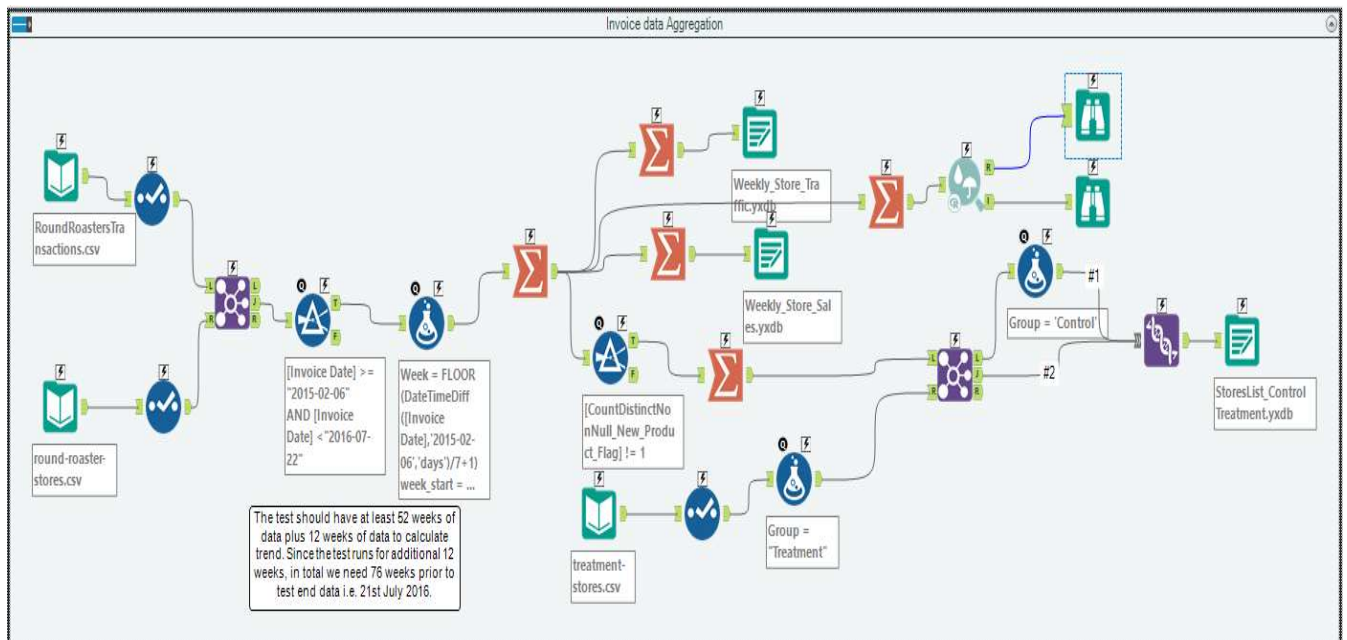 Invoice data Aggregation
RoundRoastersTra
nsactions.csv
round-roaster-
stores.csv
L
R
L
J
R
Q
T
F
[Invoice Date] >=
"2015-02-06"
AND [Invoice
Date] <"2016-07-
22"
Q
Week = FLOOR
(DateTimeDiff
([Invoice
Date],'2015-02-
06','days')/7+1)
week_start = ...
The test should have at least 52 weeks of
data plus 12 weeks of data to calculate
trend. Since the test runs for additional 12
weeks, in total we need 76 weeks prior to
test end data i.e. 21st July 2016.
Weekly_Store_Tra
ffic.yxdb
Weekly_Store_Sal
es.yxdb
R
I
Q
T
F
[CountDistinctNo
nNull_New_Produ
ct_Flag] != 1
treatment-
stores.csv
Q
Group =
"Treatment"
L
R
L
J
R
Q
Group = 'Control'
#1
#2
StoresList_Control
Treatment.yxdb